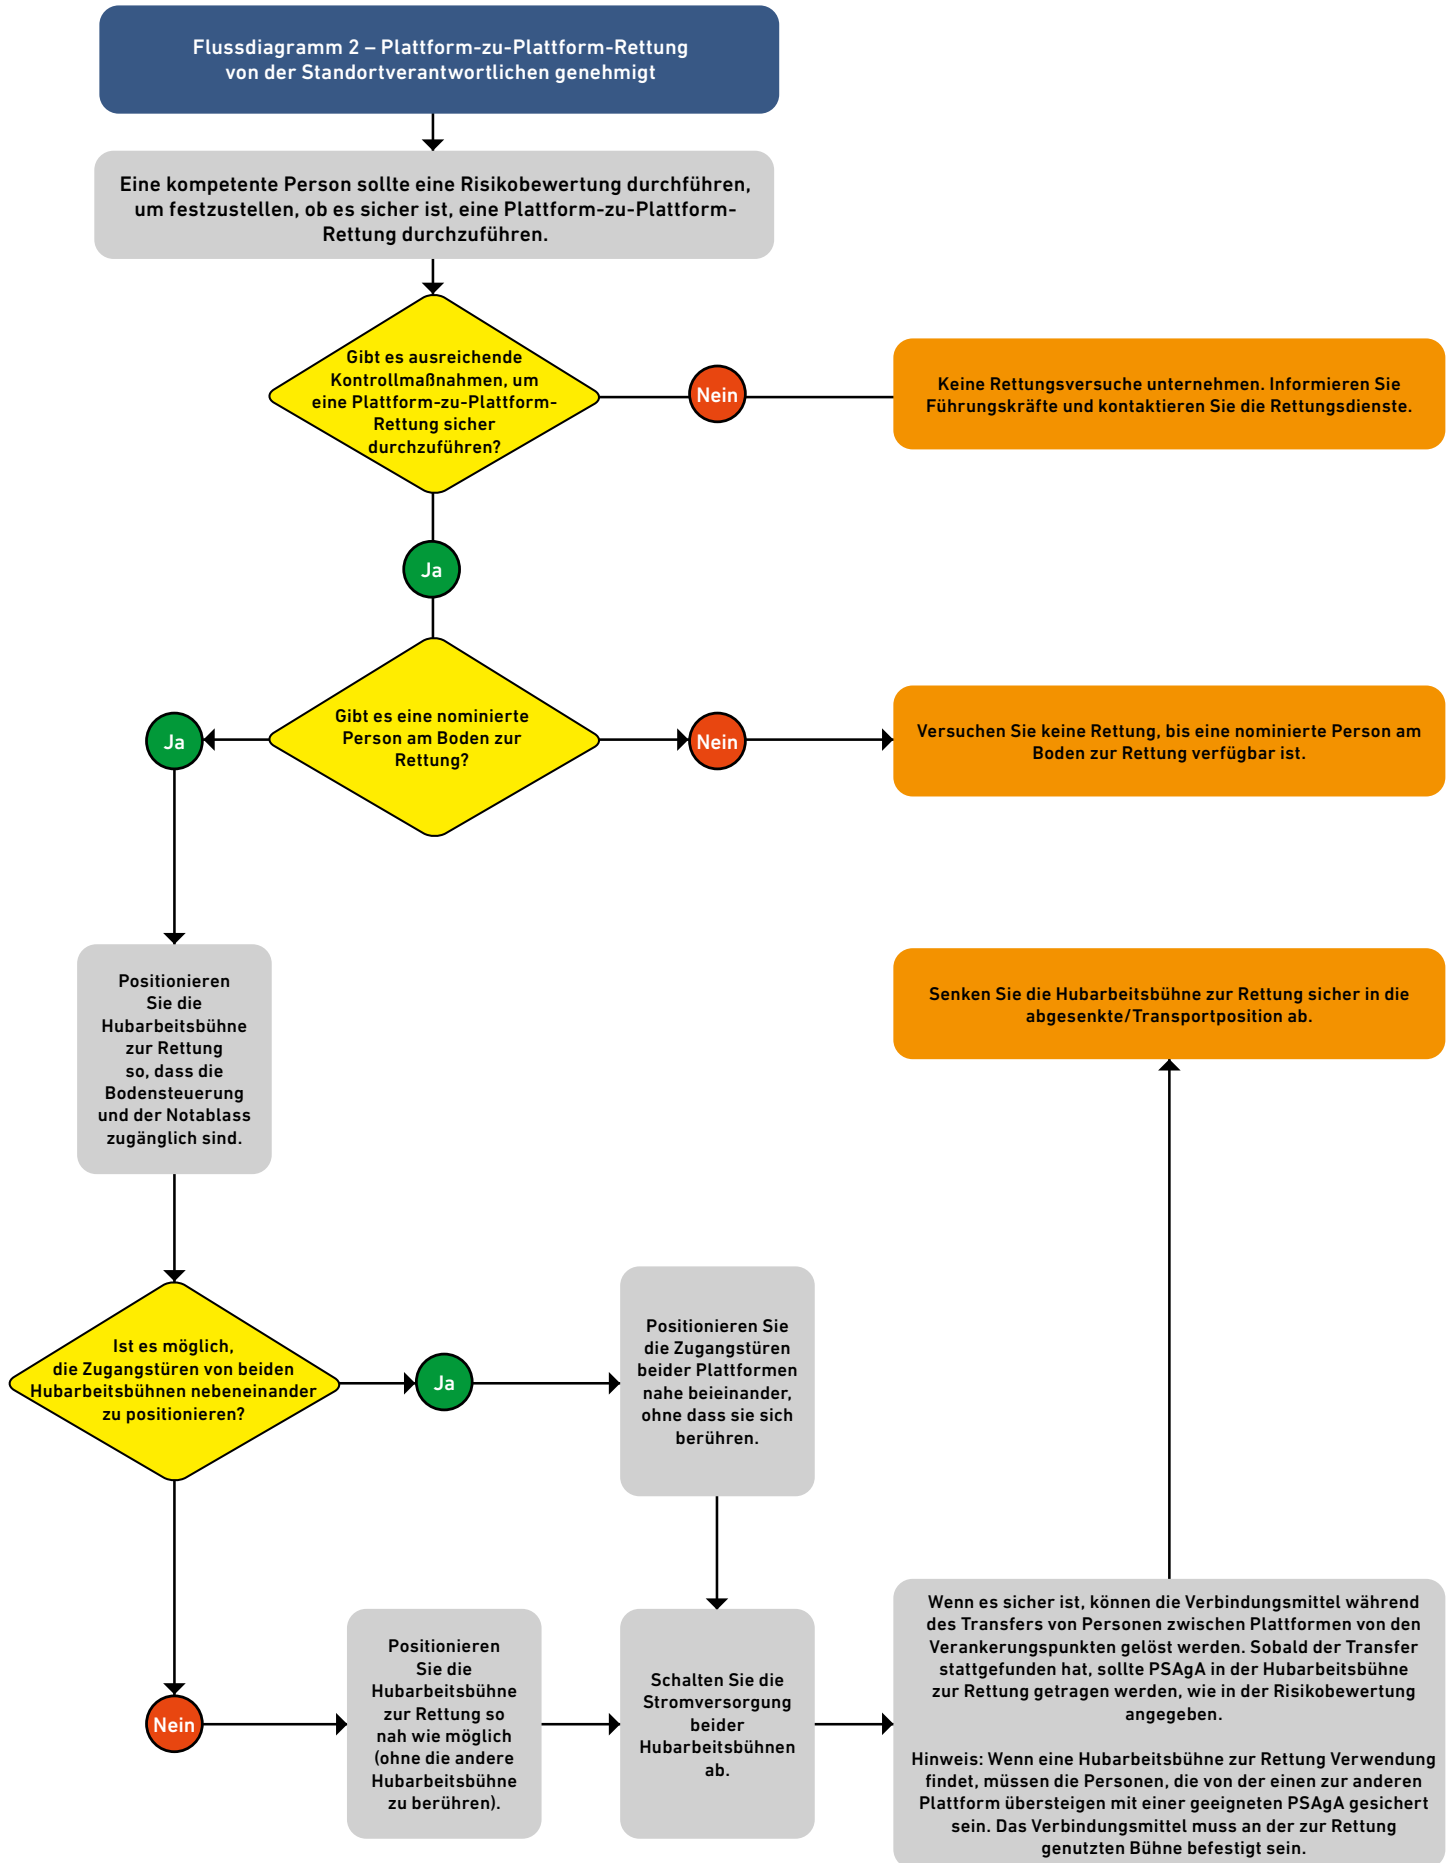 Flussdiagramm 2 – Plattform-zu-Plattform-Rettung
von der Standortverantwortlichen genehmigt
Eine kompetente Person sollte eine Risikobewertung durchführen,
um festzustellen, ob es sicher ist, eine Plattform-zu-Plattform-
Rettung durchzuführen.
Gibt es ausreichende
Kontrollmaßnahmen, um
eine Plattform-zu-Plattform-
Rettung sicher
durchzuführen?
Nein
Keine Rettungsversuche unternehmen. Informieren Sie
Führungskräfte und kontaktieren Sie die Rettungsdienste.
Ja
Gibt es eine nominierte
Person am Boden zur
Rettung?
Ja
Nein
Versuchen Sie keine Rettung, bis eine nominierte Person am
Boden zur Rettung verfügbar ist.
Positionieren
Sie die
Hubarbeitsbühne
zur Rettung
so, dass die
Bodensteuerung
und der Notablass
zugänglich sind.
Senken Sie die Hubarbeitsbühne zur Rettung sicher in die
abgesenkte/Transportposition ab.
Ist es möglich,
die Zugangstüren von beiden
Hubarbeitsbühnen nebeneinander
zu positionieren?
Ja
Positionieren Sie
die Zugangstüren
beider Plattformen
nahe beieinander,
ohne dass sie sich
berühren.
Nein
Positionieren
Sie die
Hubarbeitsbühne
zur Rettung so
nah wie möglich
(ohne die andere
Hubarbeitsbühne
zu berühren).
Schalten Sie die
Stromversorgung
beider
Hubarbeitsbühnen
ab.
Wenn es sicher ist, können die Verbindungsmittel während
des Transfers von Personen zwischen Plattformen von den
Verankerungspunkten gelöst werden. Sobald der Transfer
stattgefunden hat, sollte PSAgA in der Hubarbeitsbühne
zur Rettung getragen werden, wie in der Risikobewertung
angegeben.
Hinweis: Wenn eine Hubarbeitsbühne zur Rettung Verwendung
findet, müssen die Personen, die von der einen zur anderen
Plattform übersteigen mit einer geeigneten PSAgA gesichert
sein. Das Verbindungsmittel muss an der zur Rettung
genutzten Bühne befestigt sein.